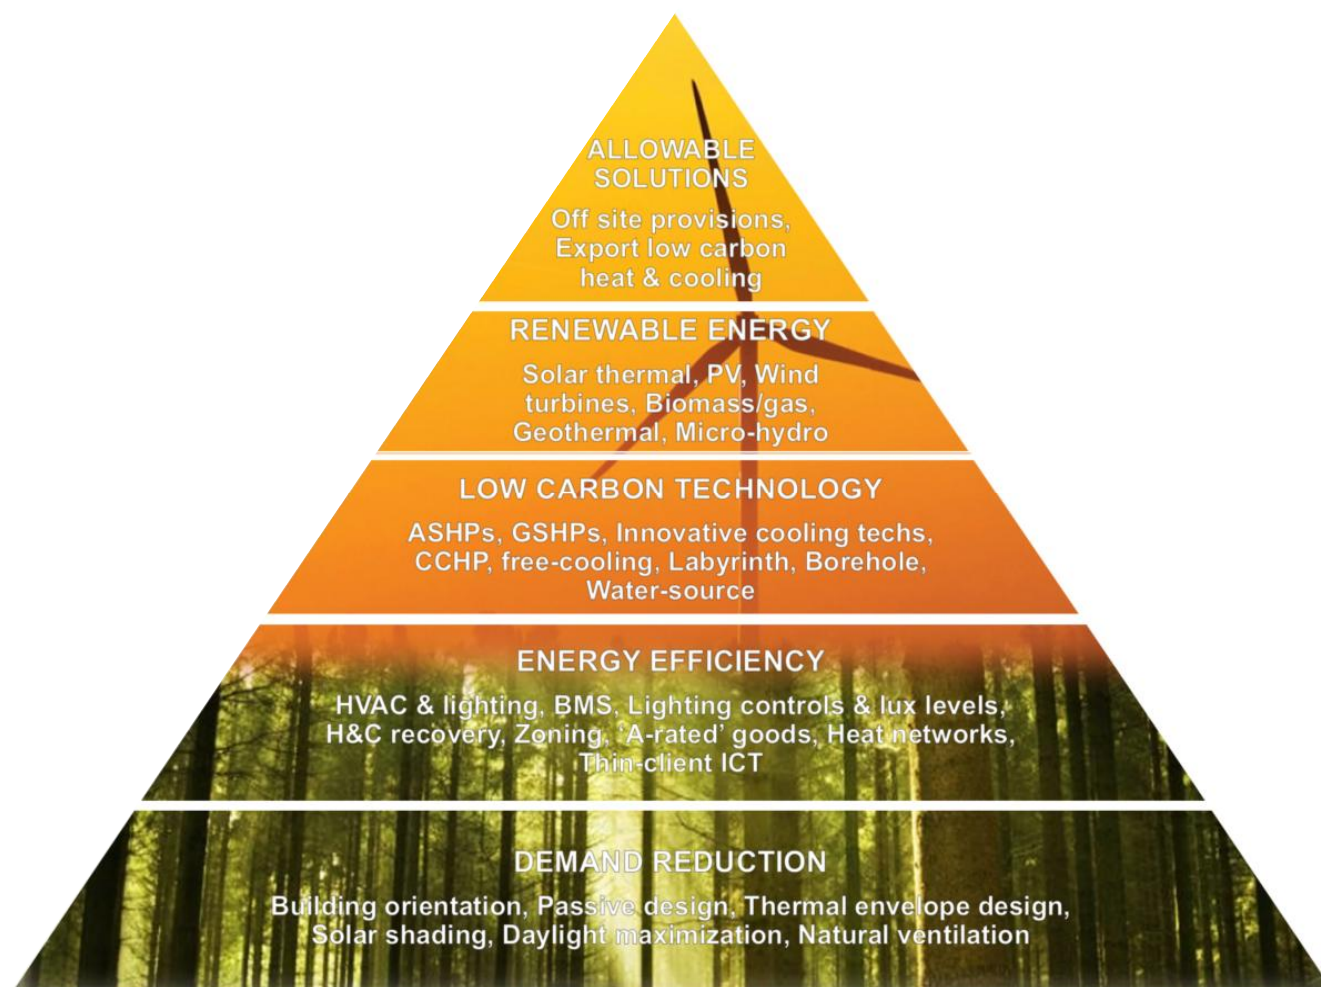 ALLOWABLE
SOLUTIONS
Off site provisions,
Export low carbon
heat & cooling
RENEWABLE ENERGY
Solar thermal, PV, Wind
turbines, Biomass/gas,
Geothermal, Micro-hydro
LOW CARBON TECHNOLOGY
ASHPs, GSHPs, Innovative cooling techs,
CCHP, free-cooling, Labyrinth, Borehole,
Water-source
ENERGY EFFICIENCY
HVAC & lighting, BMS, Lighting controls & lux levels,
H&C recovery, Zoning, ‘A-rated’ goods, Heat networks,
Thin-client ICT
DEMAND REDUCTION
Building orientation, Passive design, Thermal envelope design,
Solar shading, Daylight maximization, Natural ventilation